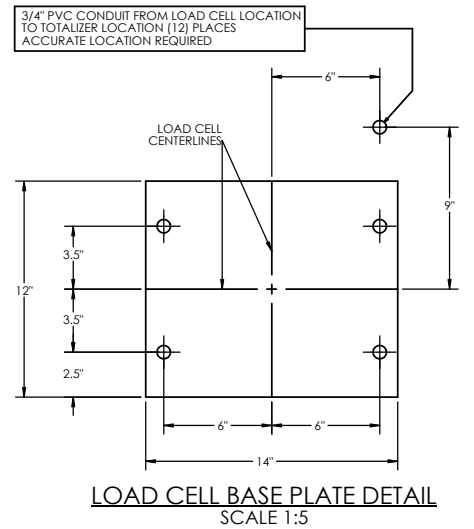 3/4" PVC CONDUIT FROM LOAD CELL LOCATION
TO TOTALIZER LOCATION (12) PLACES
ACCURATE LOCATION REQUIRED
6"
LOAD CELL
CENTERLINES
9"
3.5"
12"
3.5"
2.5"
6"
6"
14"
LOAD CELL BASE PLATE DETAIL
SCALE 1:5